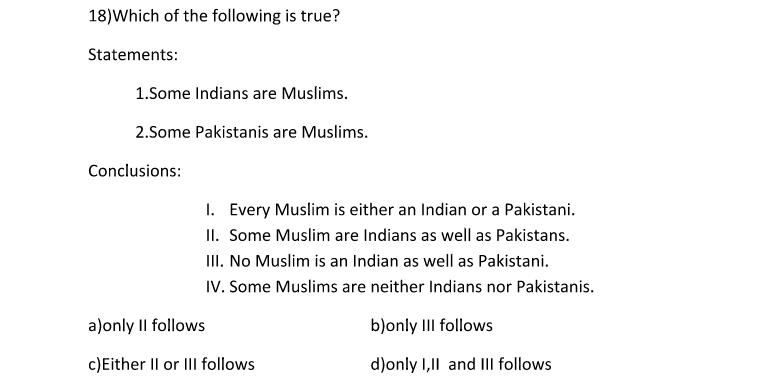 18)Which of the following is true?
Statements:
1.Some Indians are Muslims.
2.Some Pakistanis are Muslims.
Conclusions:
I. Every Muslim is either an Indian or a Pakistani.
II. Some Muslim are Indians as well as Pakistans.
III. No Muslim is an Indian as well as Pakistani.
IV. Some Muslims are neither Indians nor Pakistanis.
a)only II follows b)only III follows
c)Either II or III follows d)only I,II and III follows